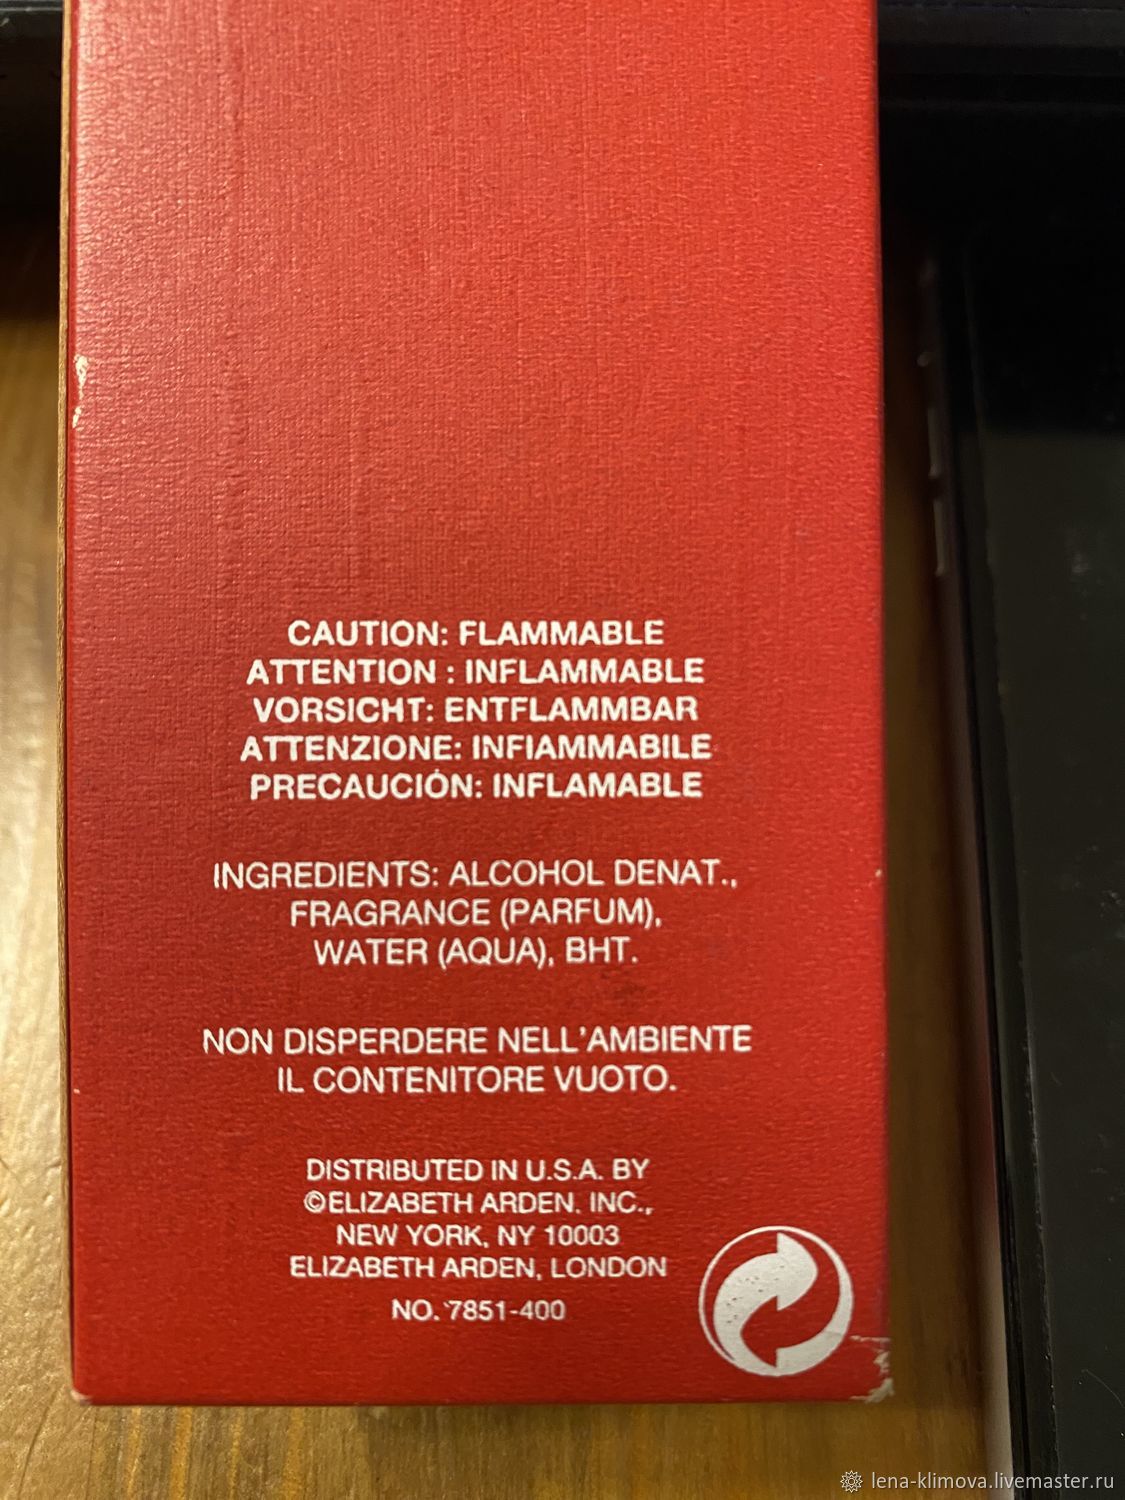 CAUTION: FLAMMABLE
ATTENTION : INFLAMMABLE
VORSICHT: ENTFLAMMBAR
ATTENZIONE: INFIAMMABILE
PRECAUCIÓN: INFLAMABLE
INGREDIENTS: ALCOHOL DENAT.,
FRAGRANCE (PARFUM),
WATER (AQUA), BHT.
NON DISPERDERE NELL'AMBIENTE
IL CONTENITORE VUOTO.
DISTRIBUTED IN U.S.A. BY
©ELIZABETH ARDEN, INC.,
NEW YORK, NY 10003
ELIZABETH ARDEN, LONDON
NO. 7851-400
lena-klimova.livemaster.ru